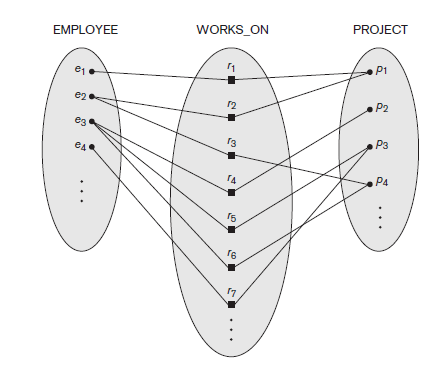 EMPLOYEE WORKS_ON PROJECT
e1 r1 p1
e2 r2 p2
e3 r3 p3
e4 r4 p4
r5
r6
r7